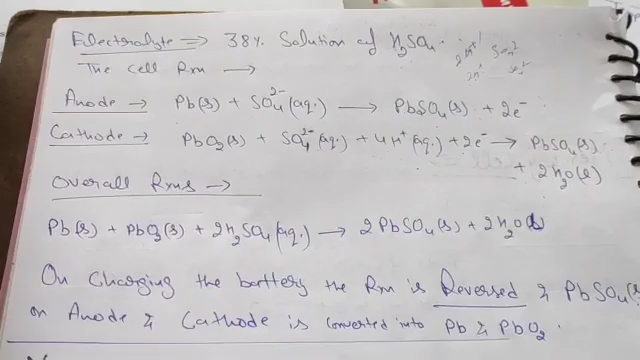 Electrolyte => 38% Solution of H2SO4.
The Cell Rxn →
Anode → Pb(s) + SO4^2-(aq.) → PbSO4(s) + 2e-
Cathode → PbO2(s) + SO4^2-(aq.) + 4H+(aq.) + 2e- → PbSO4(s)
+ 2H2O(l)
Overall Rxns →
Pb(s) + PbO2(s) + 2H2SO4(aq.) → 2PbSO4(s) + 2H2O(l)
On Charging the battery the Rxn is Reversed & PbSO4(s)
on Anode & Cathode is converted into Pb & PbO2.